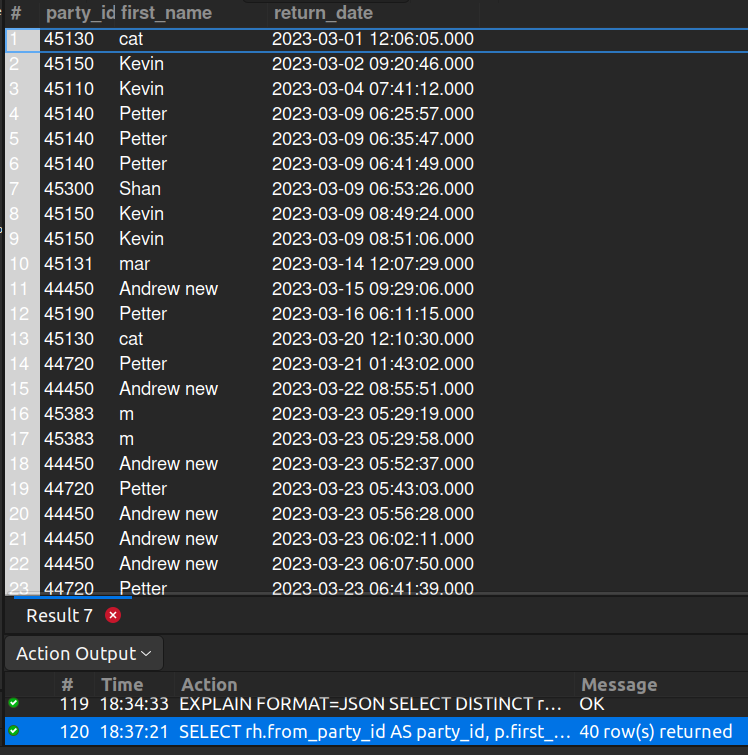 # party_id first_name return_date
1 45130 cat 2023-03-01 12:06:05.000
2 45150 Kevin 2023-03-02 09:20:46.000
3 45110 Kevin 2023-03-04 07:41:12.000
4 45140 Petter 2023-03-09 06:25:57.000
5 45140 Petter 2023-03-09 06:35:47.000
6 45140 Petter 2023-03-09 06:41:49.000
7 45300 Shan 2023-03-09 06:53:26.000
8 45150 Kevin 2023-03-09 08:49:24.000
9 45150 Kevin 2023-03-09 08:51:06.000
10 45131 mar 2023-03-14 12:07:29.000
11 44450 Andrew new 2023-03-15 09:29:06.000
12 45190 Petter 2023-03-16 06:11:15.000
13 45130 cat 2023-03-20 12:10:30.000
14 44720 Petter 2023-03-21 01:43:02.000
15 44450 Andrew new 2023-03-22 08:55:51.000
16 45383 m 2023-03-23 05:29:19.000
17 45383 m 2023-03-23 05:29:58.000
18 44450 Andrew new 2023-03-23 05:52:37.000
19 44720 Petter 2023-03-23 05:43:03.000
20 44450 Andrew new 2023-03-23 05:56:28.000
21 44450 Andrew new 2023-03-23 06:02:11.000
22 44450 Andrew new 2023-03-23 06:07:50.000
23 44720 Petter 2023-03-23 06:41:39.000
Result 7
Action Output
# Time Action Message
119 18:34:33 EXPLAIN FORMAT=JSON SELECT DISTINCT r... OK
120 18:37:21 SELECT rh.from_party_id AS party_id, p.first_... 40 row(s) returned